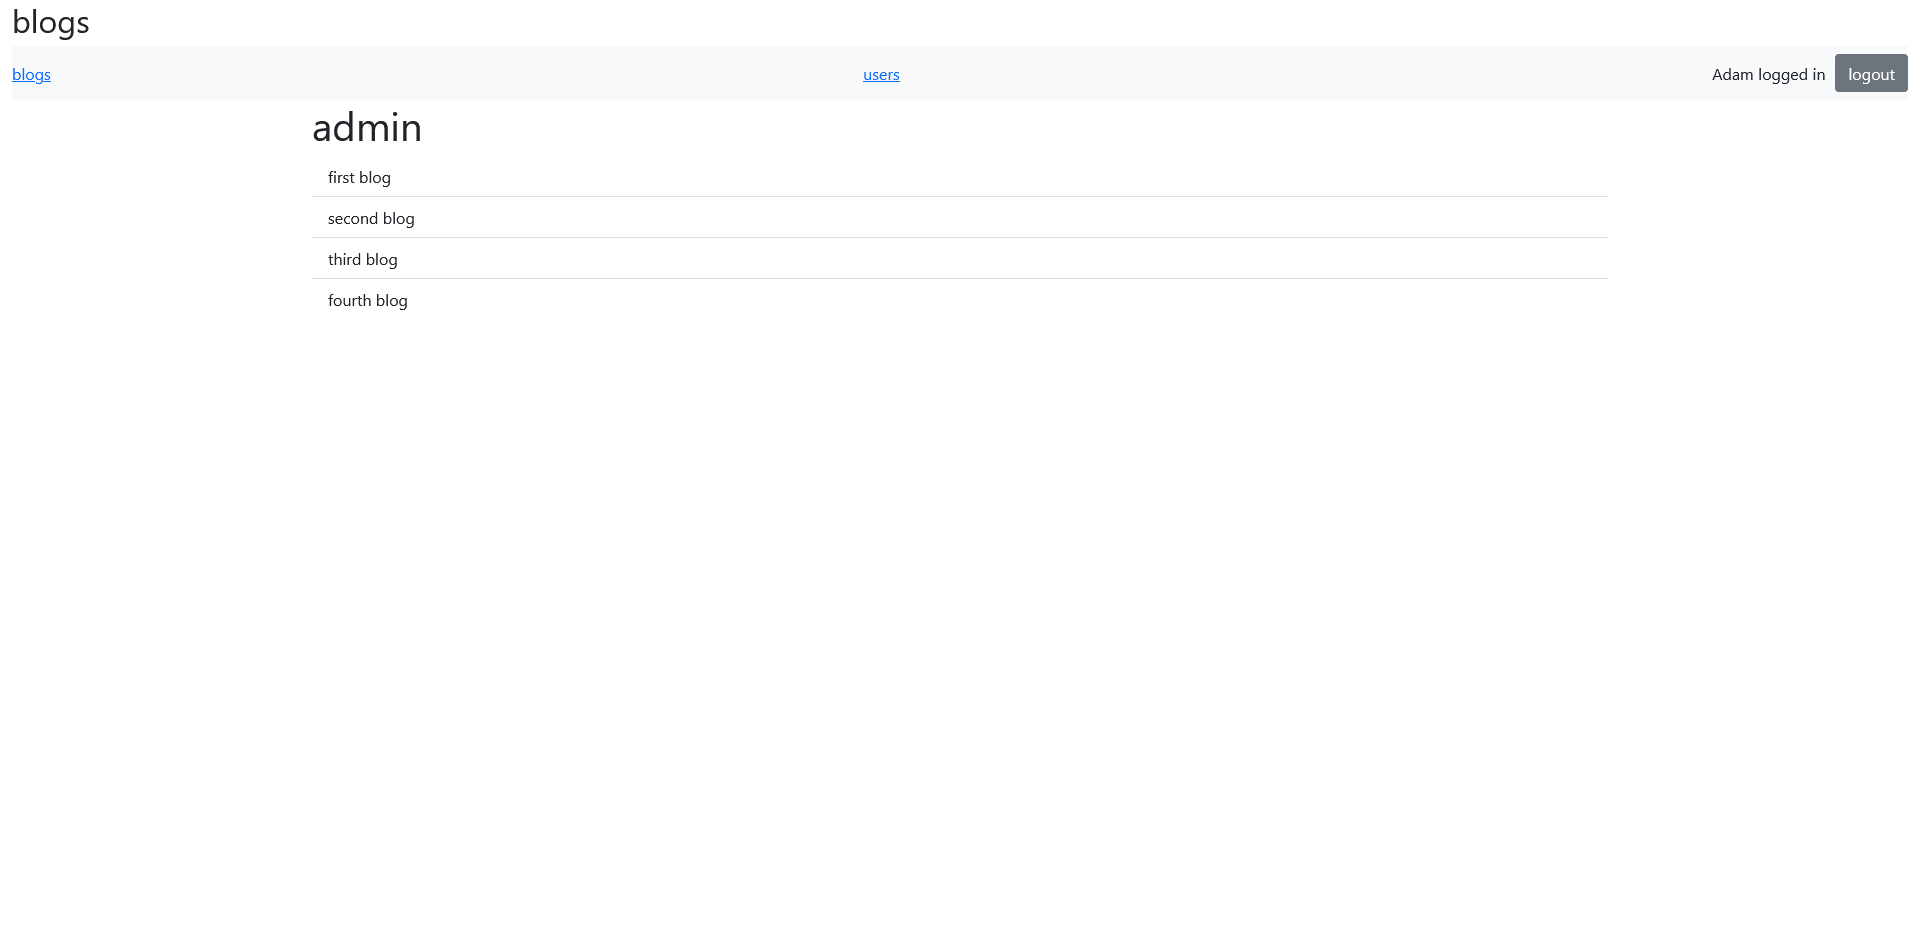 blogs
blogs users Adam logged in logout
admin
first blog
second blog
third blog
fourth blog